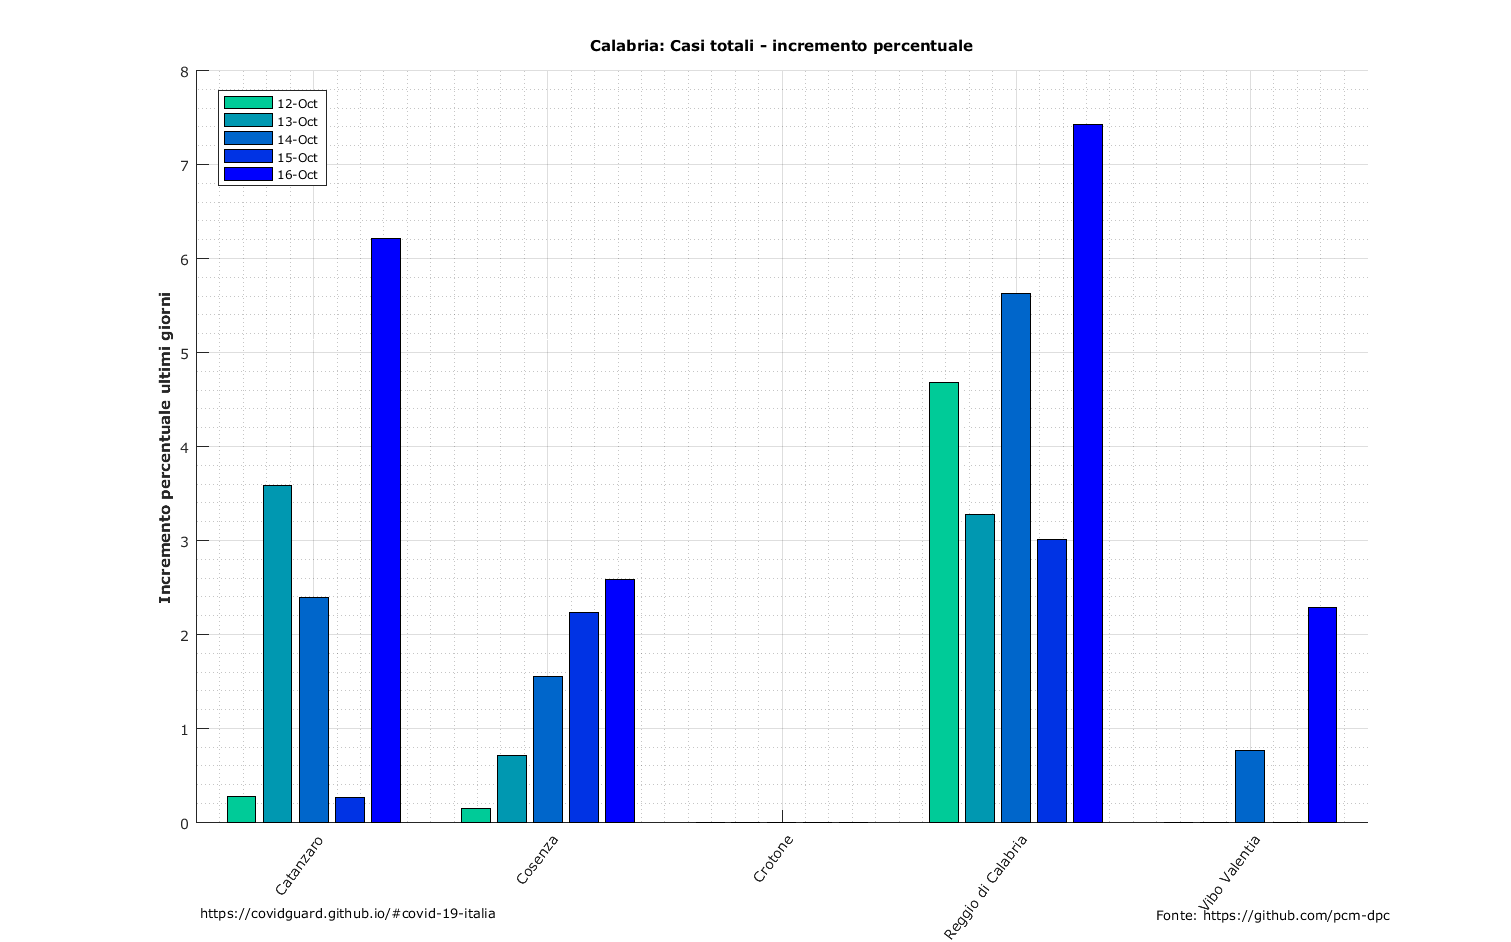 Calabria: Casi totali - incremento percentuale
Incremento percentuale ultimi giorni
8
7
6
5
4
3
2
1
0
12-Oct
13-Oct
14-Oct
15-Oct
16-Oct
Catanzaro
Cosenza
Crotone
Reggio di Calabria
Vibo Valentia
https://covidguard.github.io/#covid-19-italia
Fonte: https://github.com/pcm-dpc